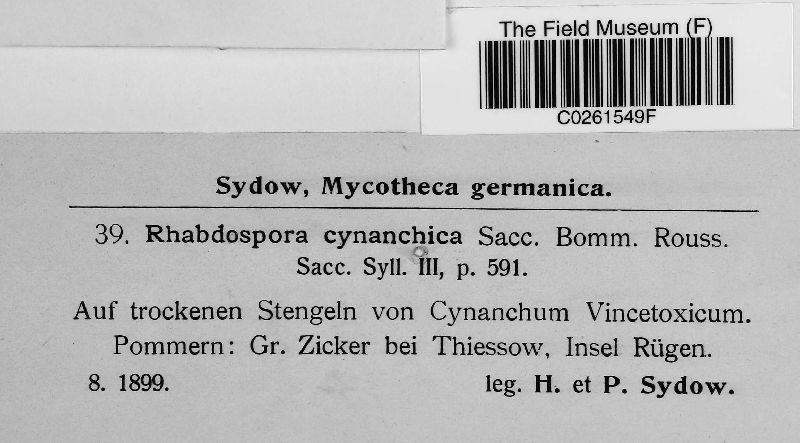 The Field Museum (F)
C0261549F
Sydow, Mycotheca germanica.
39. Rhabdospora cynanchica Sacc. Bomm. Rouss.
Sacc. Syll. III, p. 591.
Auf trockenen Stengeln von Cynanchum Vincetoxicum.
Pommern: Gr. Zicker bei Thiessow, Insel Rügen.
8. 1899. leg. H. et P. Sydow.